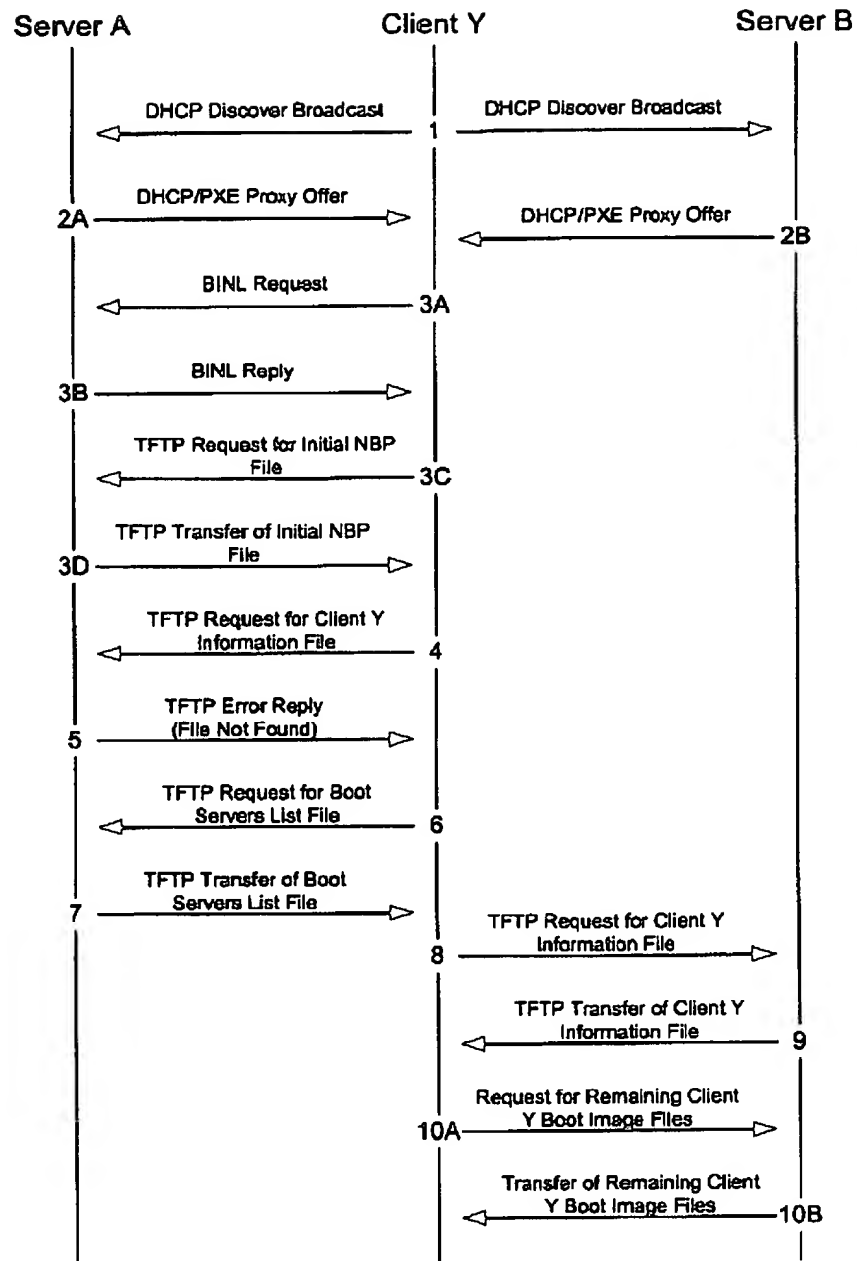 Server A
Client Y
Server B
DHCP Discover Broadcast
1
DHCP Discover Broadcast
2A
DHCP/PXE Proxy Offer
DHCP/PXE Proxy Offer
2B
BINL Request
3A
3B
BINL Reply
TFTP Request for Initial NBP
File
3C
3D
TFTP Transfer of Initial NBP
File
TFTP Request for Client Y
Information File
4
5
TFTP Error Reply
(File Not Found)
TFTP Request for Boot
Servers List File
6
7
TFTP Transfer of Boot
Servers List File
8
TFTP Request for Client Y
Information File
TFTP Transfer of Client Y
Information File
9
10A
Request for Remaining Client
Y Boot Image Files
Transfer of Remaining Client
Y Boot Image Files
10B